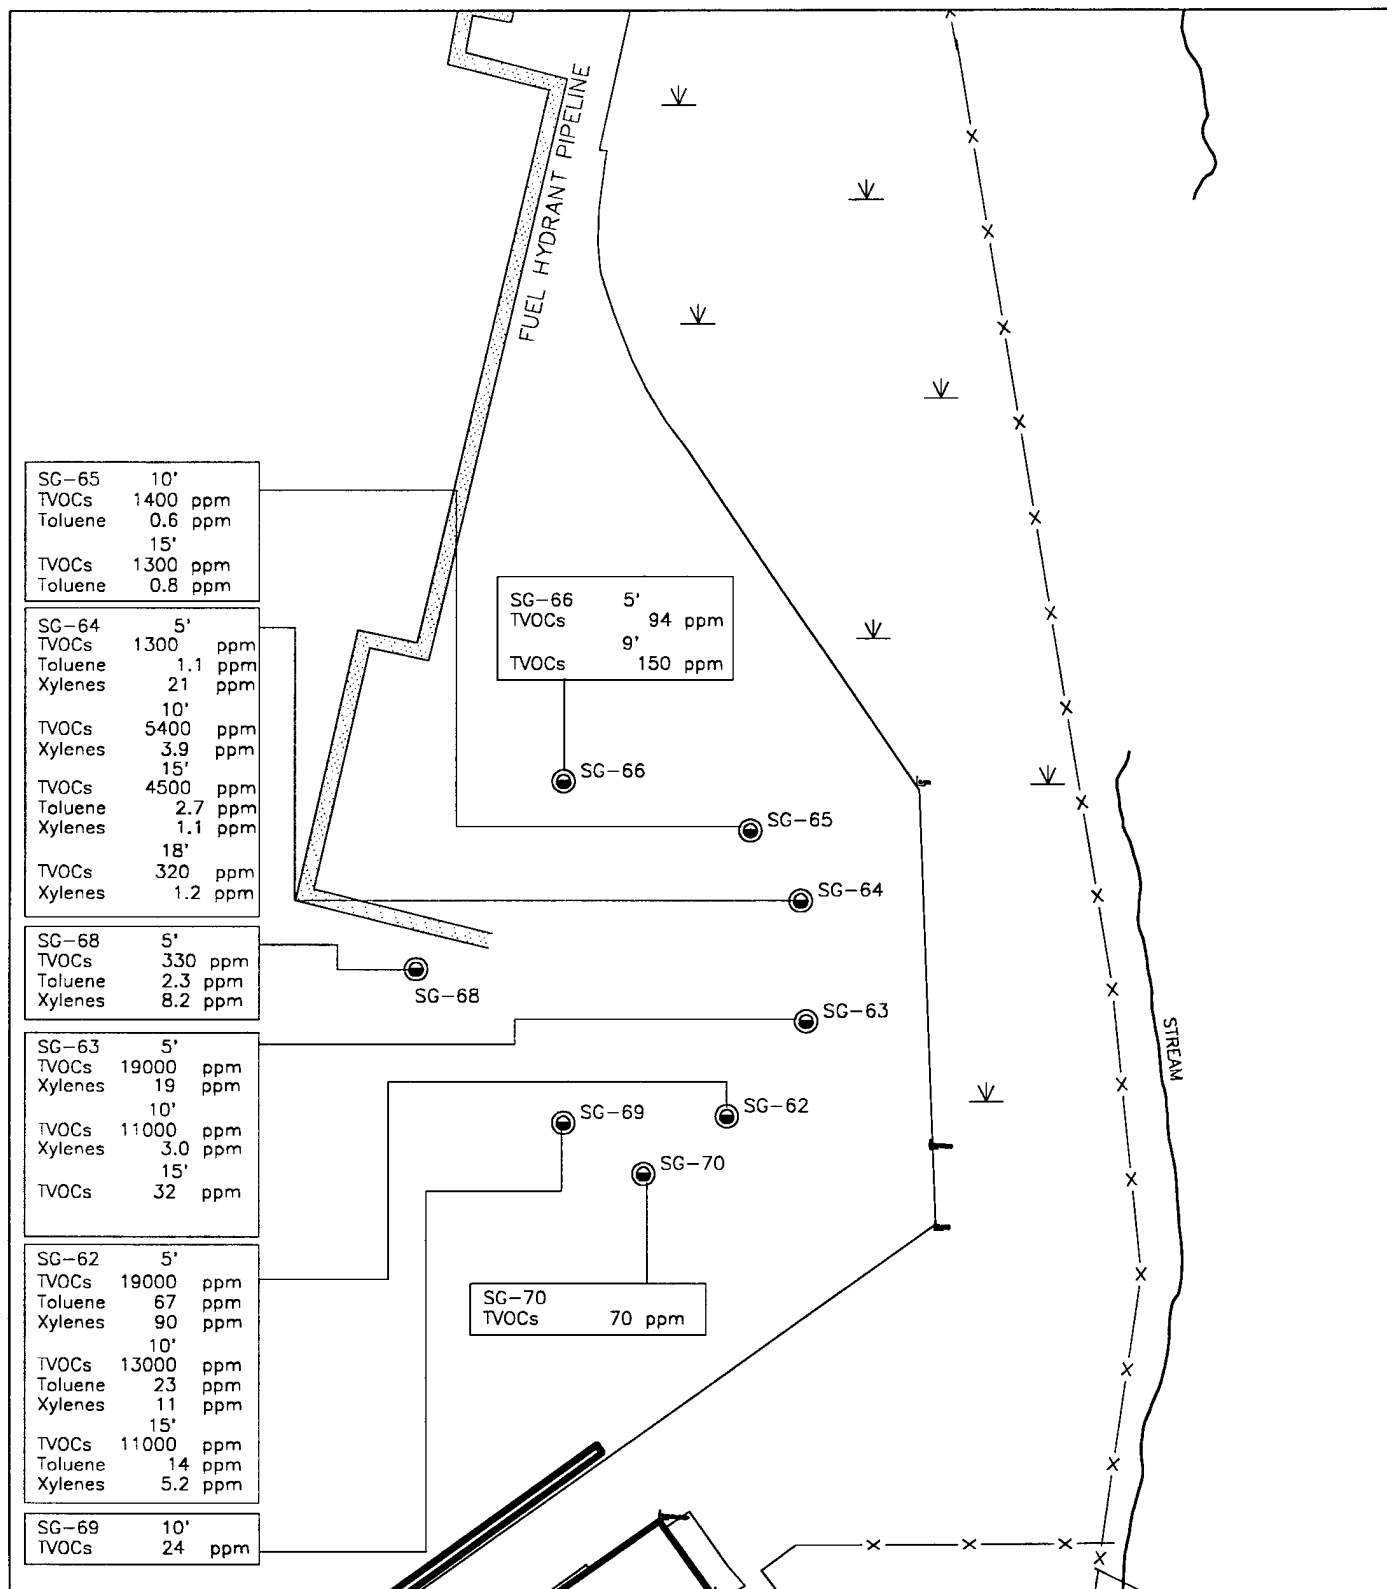 FUEL HYDRANT PIPELINE
SG-65 10'
TVOCs 1400 ppm
Toluene 0.6 ppm
15'
TVOCs 1300 ppm
Toluene 0.8 ppm
SG-64 5'
TVOCs 1300 ppm
Toluene 1.1 ppm
Xylenes 21 ppm
10'
TVOCs 5400 ppm
Xylenes 3.9 ppm
15'
TVOCs 4500 ppm
Toluene 2.7 ppm
Xylenes 1.1 ppm
18'
TVOCs 320 ppm
Xylenes 1.2 ppm
SG-68 5'
TVOCs 330 ppm
Toluene 2.3 ppm
Xylenes 8.2 ppm
SG-63 5'
TVOCs 19000 ppm
Xylenes 19 ppm
10'
TVOCs 11000 ppm
Xylenes 3.0 ppm
15'
TVOCs 32 ppm
SG-62 5'
TVOCs 19000 ppm
Toluene 67 ppm
Xylenes 90 ppm
10'
TVOCs 13000 ppm
Toluene 23 ppm
Xylenes 11 ppm
15'
TVOCs 11000 ppm
Toluene 14 ppm
Xylenes 5.2 ppm
SG-69 10'
TVOCs 24 ppm
SG-66 5'
TVOCs 94 ppm
9'
TVOCs 150 ppm
SG-66
SG-65
SG-64
SG-68
SG-63
SG-69
SG-62
SG-70
SG-70
TVOCs 70 ppm
STREAM